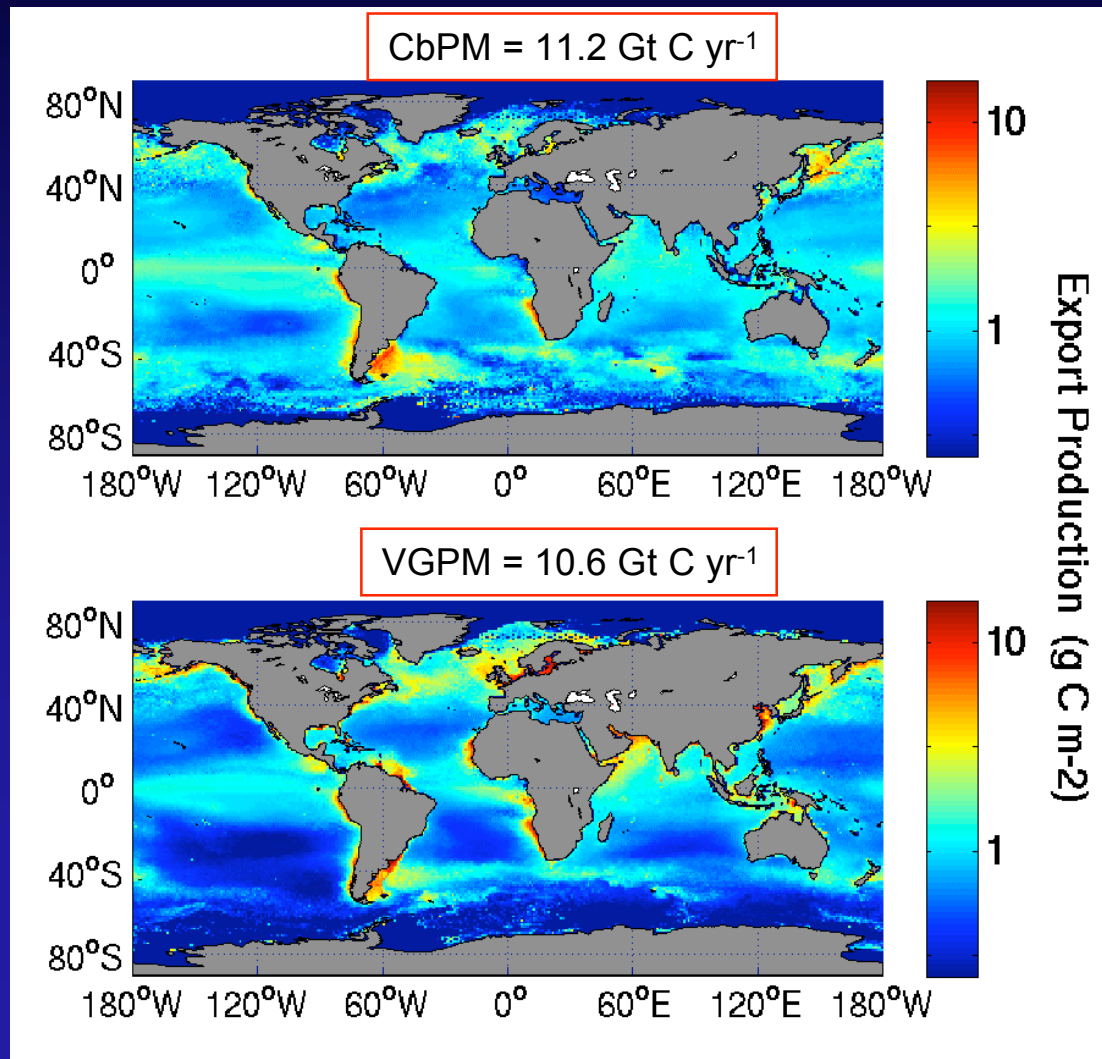 CbPM = 11.2 Gt C yr-1
80°N
40°N
0°
40°S
80°S
180°W 120°W 60°W 0° 60°E 120°E 180°W
10
1
VGPM = 10.6 Gt C yr-1
80°N
40°N
0°
40°S
80°S
180°W 120°W 60°W 0° 60°E 120°E 180°W
10
1
Export Production (g C m-2)